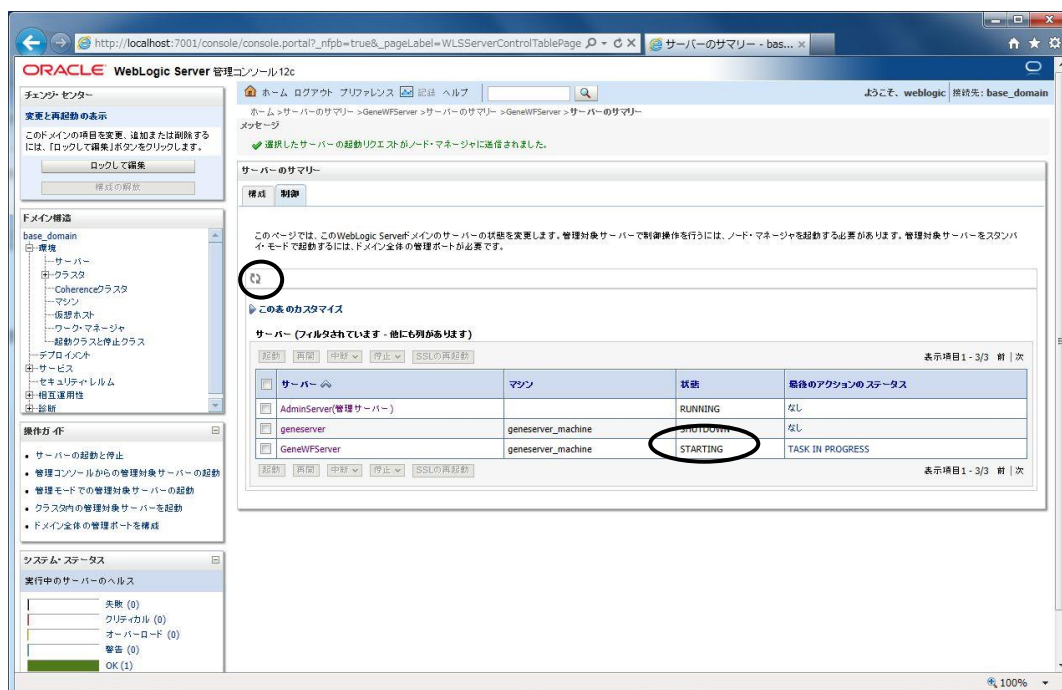 http://localhost:7001/console/console.portal?_nfpb=true&_pageLabel=WLSServerControlTablePage
サーバーのサマリー - bas...
ORACLE WebLogic Server 管理コンソール12c
チェンジ・センター
変更と再起動の表示
このドメインの項目を変更、追加または削除する
には、「ロックして編集」ボタンをクリックします。
ロックして編集
構成の解放
ドメイン構造
base_domain
環境
サーバー
クラスタ
Coherenceクラスタ
マシン
仮想ホスト
ワーク・マネージャ
起動クラスと停止クラス
デプロイメント
サービス
セキュリティ・レルム
相互運用性
診断
操作ガイド
サーバーの起動と停止
管理コンソールからの管理対象サーバーの起動
管理モードでの管理対象サーバーの起動
クラスタ内の管理対象サーバーを起動
ドメイン全体の管理ポートを構成
システム・ステータス
実行中のサーバーのヘルス
失敗 (0)
クリティカル (0)
オーバーロード (0)
警告 (0)
OK (1)
ホーム ログアウト プリファレンス 記録 ヘルプ
ようこそ、weblogic 接続先: base_domain
ホーム >サーバーのサマリー >GeneWFServer >サーバーのサマリー >GeneWFServer >サーバーのサマリー
メッセージ
選択したサーバーの起動リクエストがノード・マネージャに送信されました。
サーバーのサマリー
構成 制御
このページでは、このWebLogic Serverドメインのサーバーの状態を変更します。管理対象サーバーで制御操作を行うには、ノード・マネージャを起動する必要があります。管理対象サーバーをスタンバ
イ・モードで起動するには、ドメイン全体の管理ポートが必要です。
この表のカスタマイズ
サーバー (フィルタされています - 他にも列があります)
起動 再開 中断 停止 SSLの再起動 表示項目1 - 3/3 前 | 次
サーバー マシン 状態 最後のアクションのステータス
AdminServer(管理サーバー) RUNNING なし
geneserver geneserver_machine SHUTDOWN なし
GeneWFServer geneserver_machine STARTING TASK IN PROGRESS
起動 再開 中断 停止 SSLの再起動 表示項目1 - 3/3 前 | 次
100%